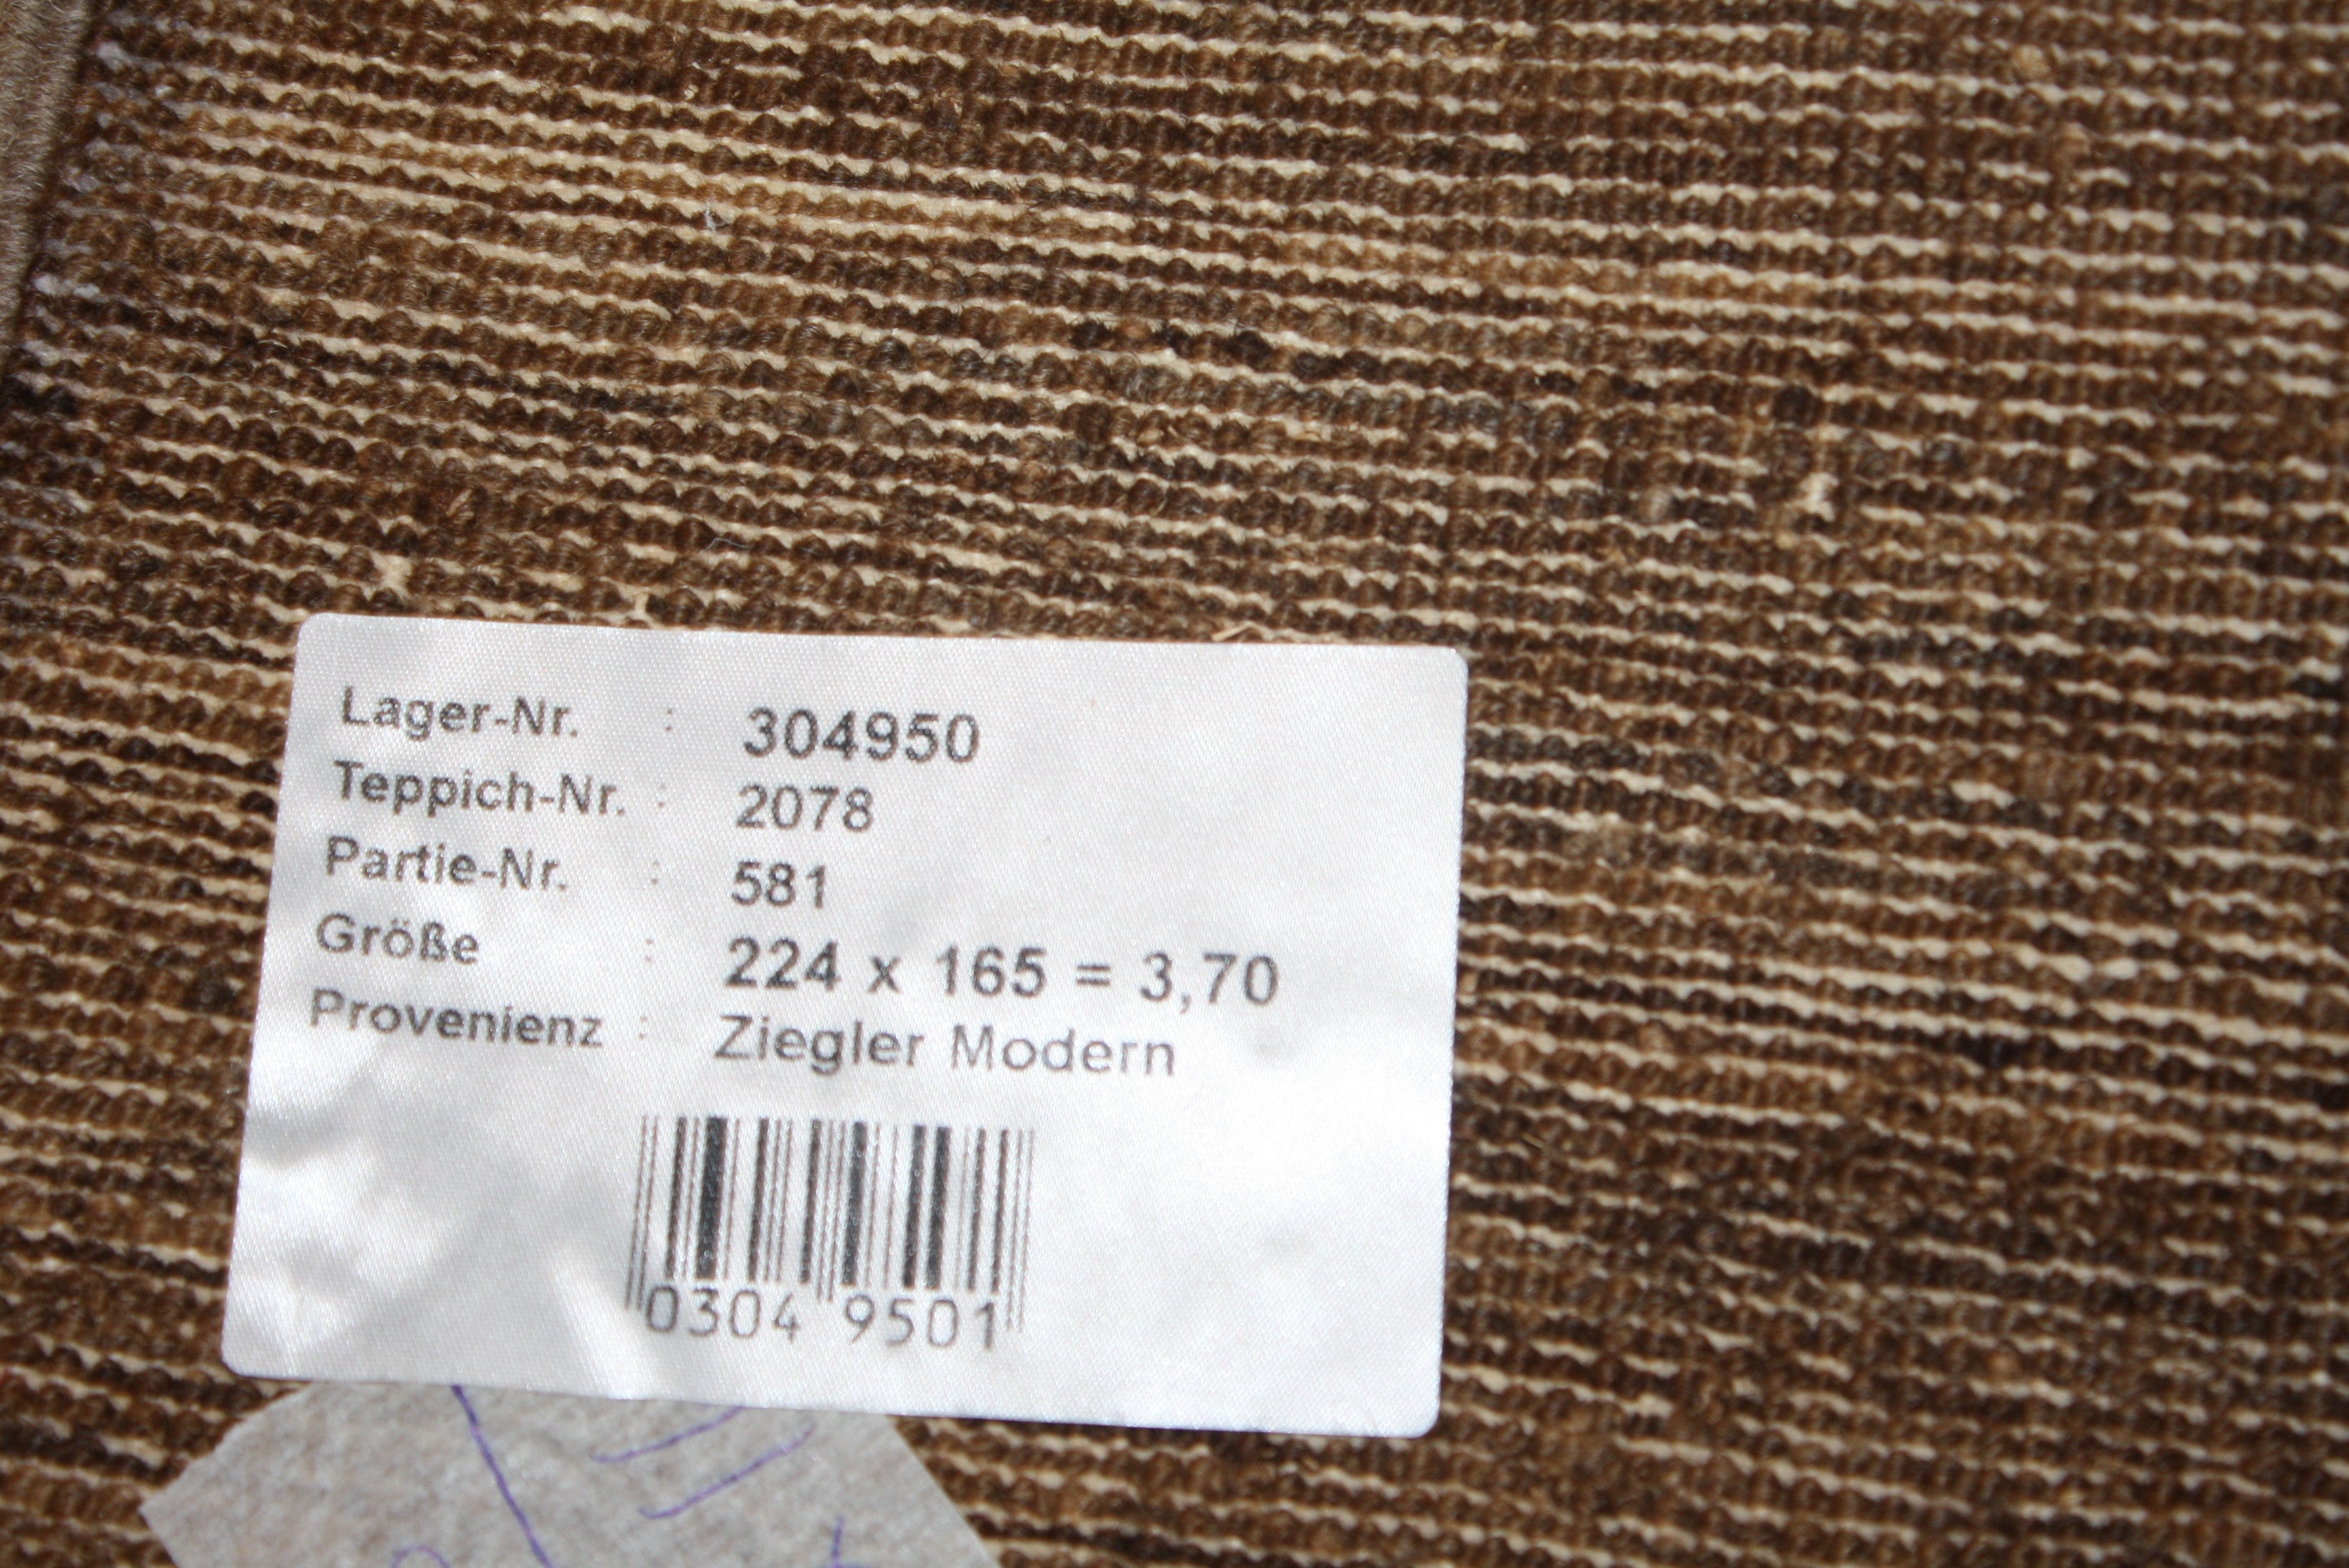 Lager-Nr. : 304950
Teppich-Nr. : 2078
Partie-Nr. : 581
Größe : 224 x 165 = 3,70
Provenienz : Ziegler Modern
0304 9501